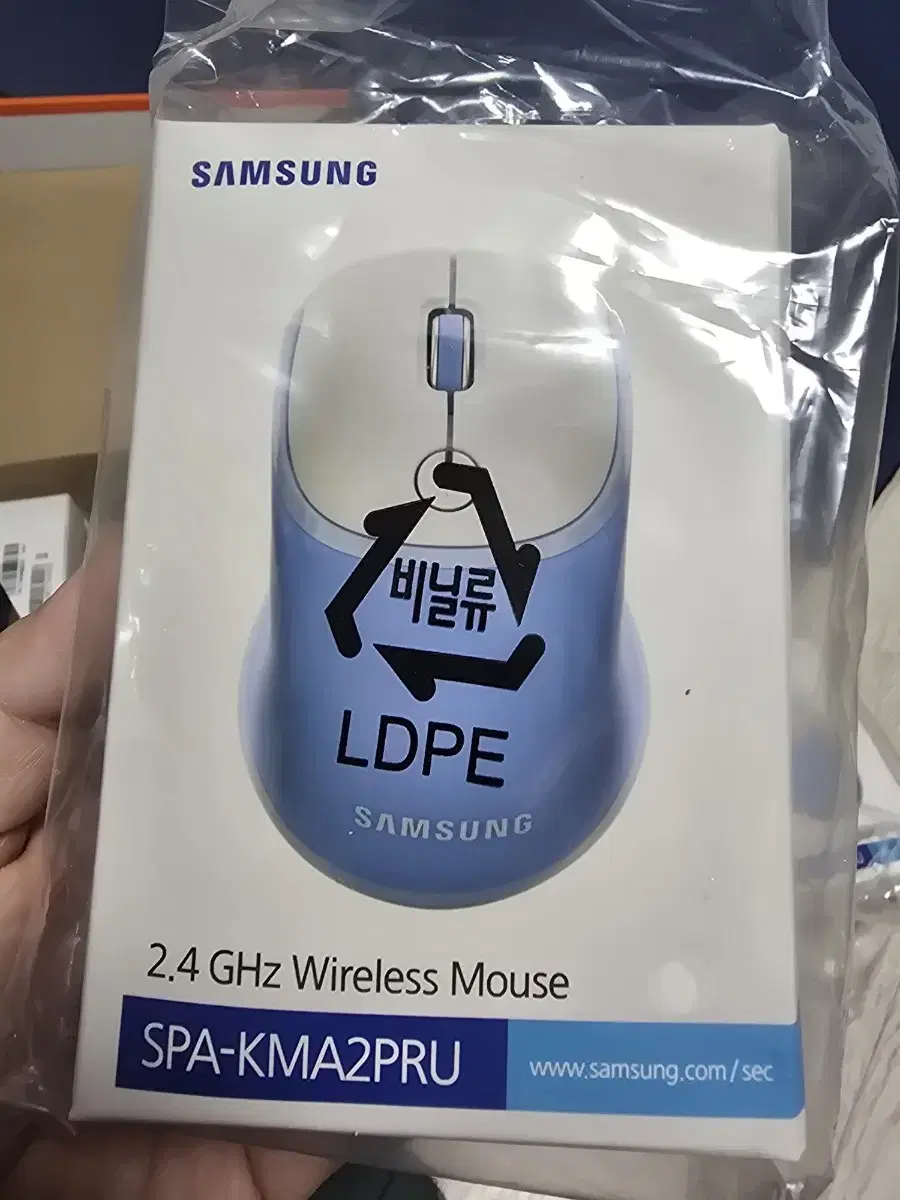 SAMSUNG
비닐류
LDPE
SAMSUNG
2.4 GHz Wireless Mouse
SPA-KMA2PRU
www.samsung.com/sec